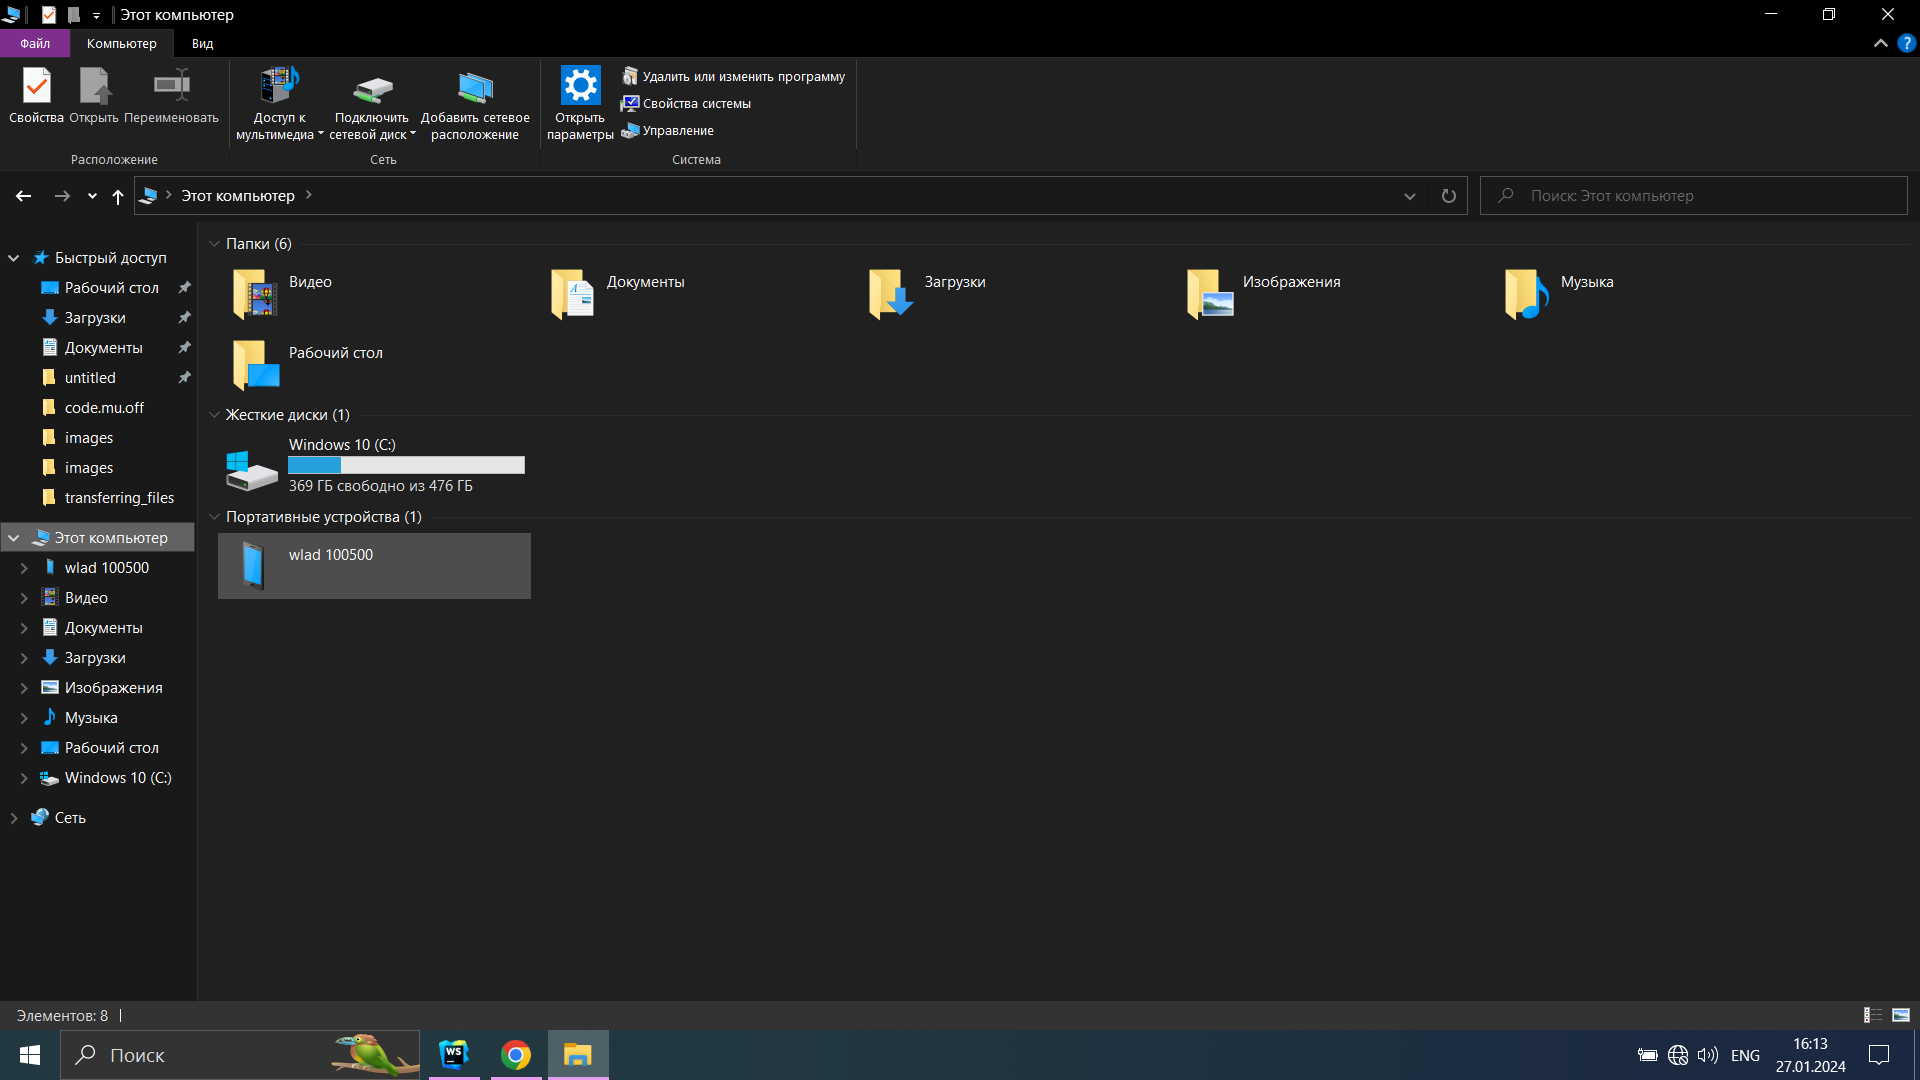 Этот компьютер
Файл
Компьютер
Вид
Свойства
Открыть
Переименовать
Расположение
Доступ к
мультимедиа
Подключить
сетевой диск
Добавить сетевое
расположение
Сеть
Открыть
параметры
Удалить или изменить программу
Свойства системы
Управление
Система
Этот компьютер
Поиск: Этот компьютер
Быстрый доступ
Рабочий стол
Загрузки
Документы
untitled
code.mu.off
images
images
transferring_files
Этот компьютер
wlad 100500
Видео
Документы
Загрузки
Изображения
Музыка
Рабочий стол
Windows 10 (C:)
Сеть
Папки (6)
Видео
Документы
Загрузки
Изображения
Музыка
Рабочий стол
Жесткие диски (1)
Windows 10 (C:)
369 ГБ свободно из 476 ГБ
Портативные устройства (1)
wlad 100500
Элементов: 8
Поиск
WS
ENG
16:13
27.01.2024